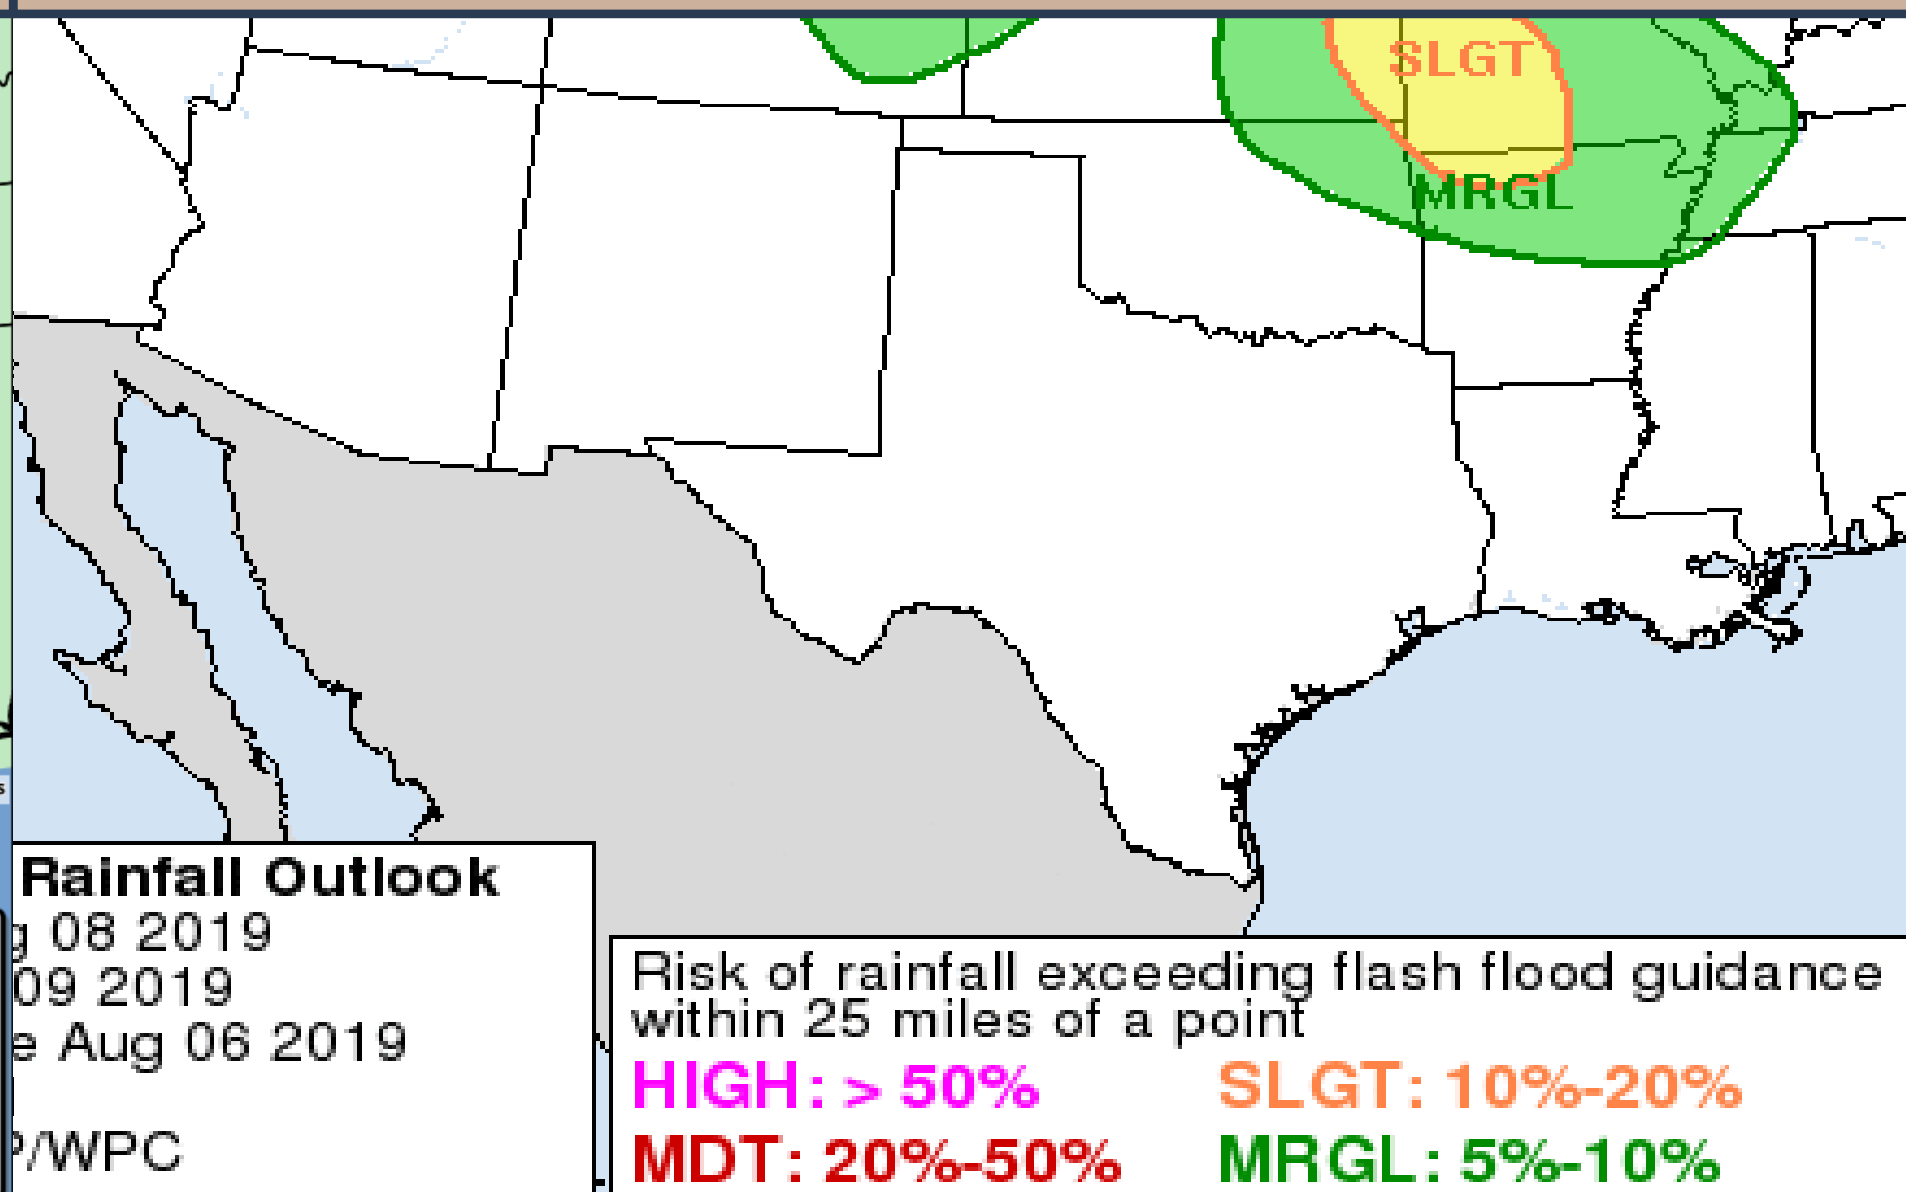 SLGT
MRGL
Rainfall Outlook
g 08 2019
09 2019
e Aug 06 2019
P/WPC
Risk of rainfall exceeding flash flood guidance
within 25 miles of a point
HIGH: > 50% SLGT: 10%-20%
MDT: 20%-50% MRGL: 5%-10%